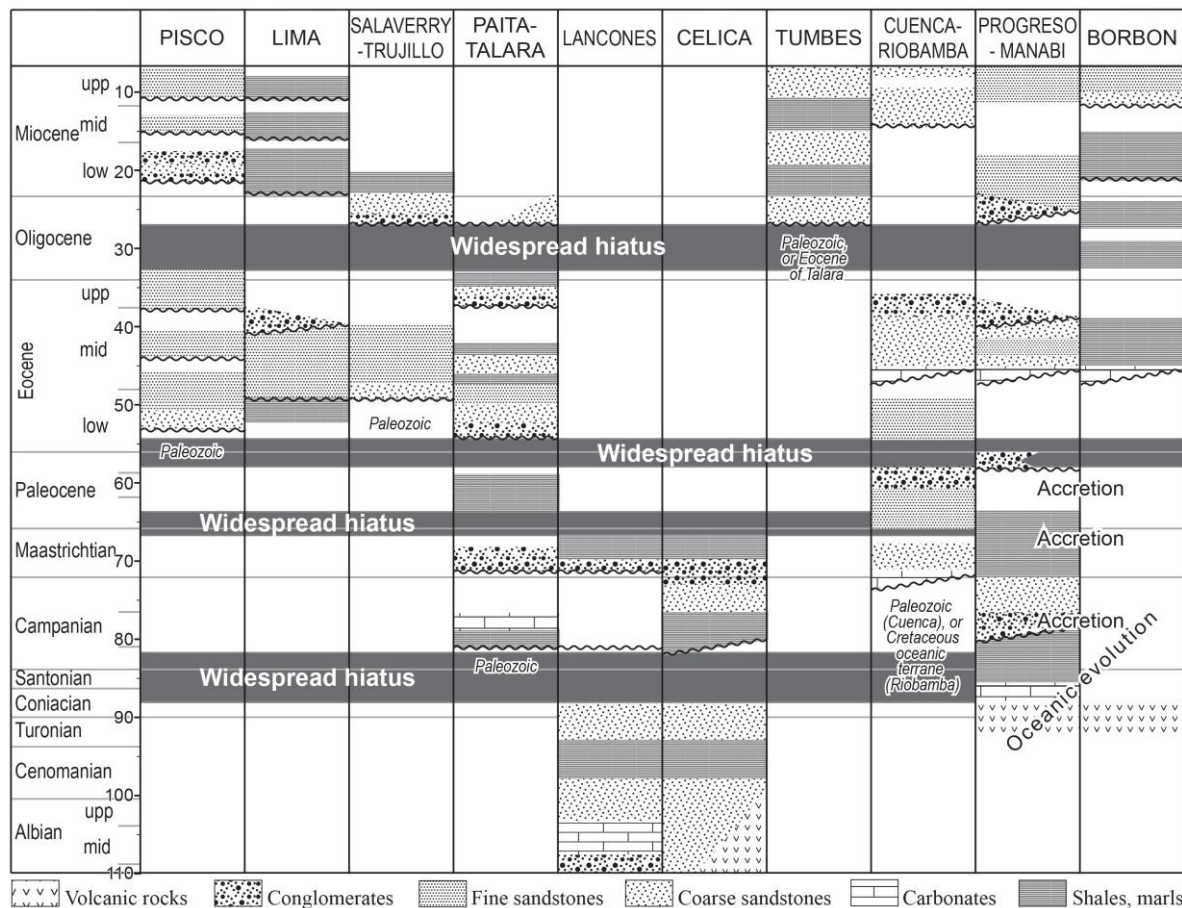 PISCO
LIMA
SALAVERRY
-TRUJILLO
PAITA-
TALARA
LANCONES
CELICA
TUMBES
CUENCA-
RIOBAMBA
PROGRESO
- MANABI
BORBON
upp
10
Miocene
mid
low
20
Oligocene
30
Widespread hiatus
Paleozoic,
or Eocene
of Talara
upp
40
Eocene
mid
50
low
Paleozoic
Paleozoic
Widespread hiatus
Paleocene
60
Accretion
Widespread hiatus
Accretion
Maastrichtian
70
Campanian
80
Paleozoic
Paleozoic
(Cuenca), or
Cretaceous
oceanic
terrane
(Riobamba)
Accretion
Oceanic evolution
Santonian
Widespread hiatus
Coniacian
90
Turonian
Cenomanian
100
upp
Albian
mid
110
Volcanic rocks
Conglomerates
Fine sandstones
Coarse sandstones
Carbonates
Shales, marls